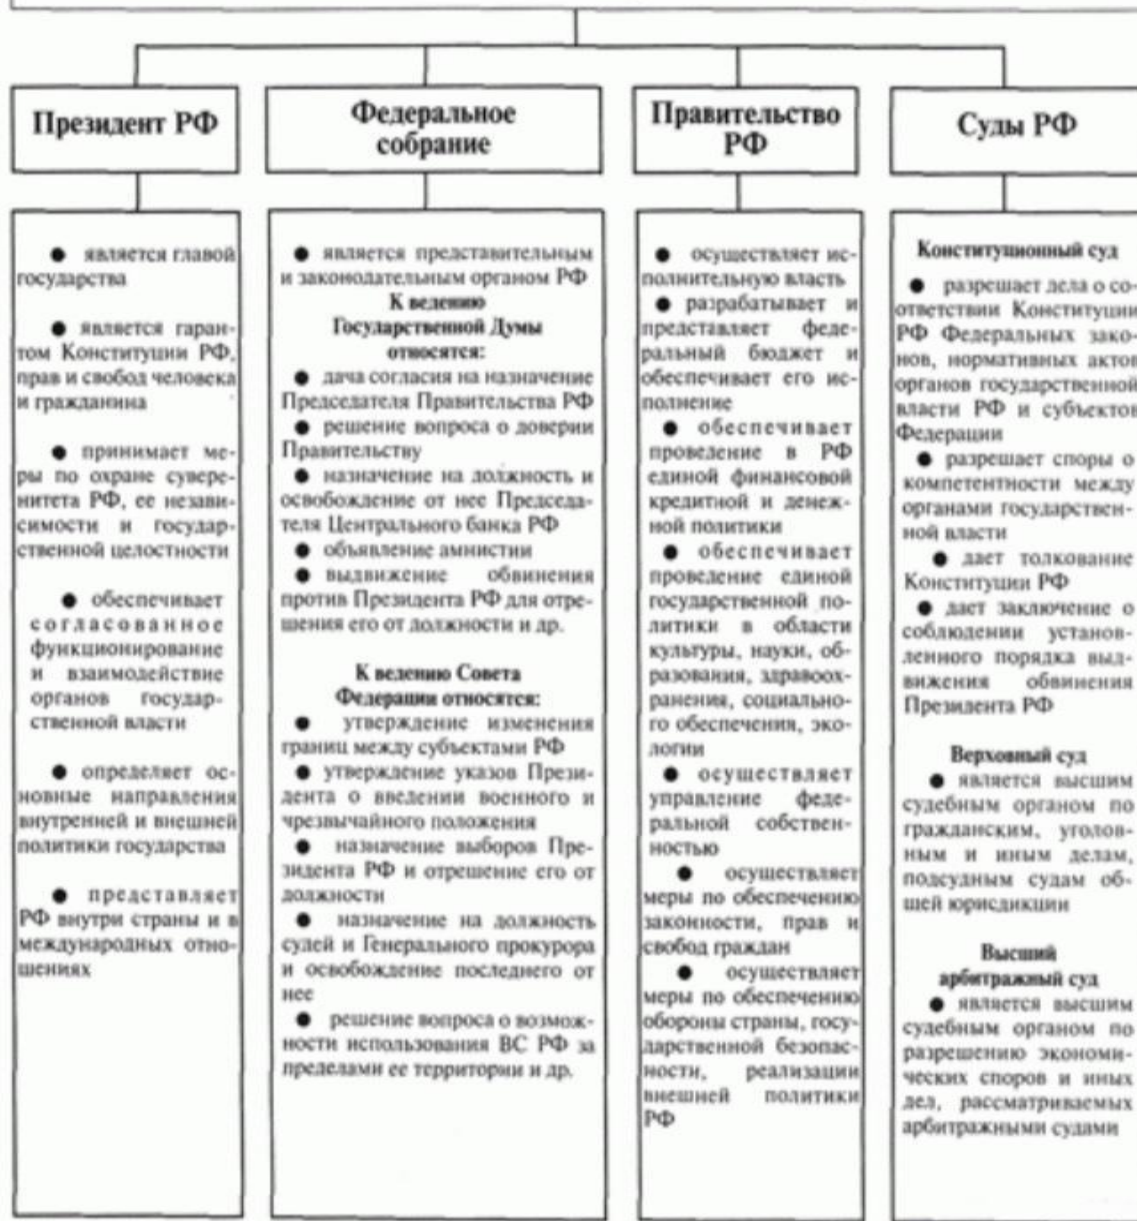 Президент РФ
Федеральное
собрание
Правительство
РФ
Суды РФ
● является главой
государства
● является гаран-
том Конституции РФ,
прав и свобод человека
и гражданина
● принимает ме-
ры по охране сувере-
нитета РФ, ее незави-
симости и государ-
ственной целостности
● обеспечивает
согласованное
функционирование
и взаимодействие
органов государ-
ственной власти
● определяет ос-
новные направления
внутренней и внешней
политики государства
● представляет
РФ внутри страны и в
международных отно-
шениях
● является представительным
и законодательным органом РФ
К ведению
Государственной Думы
относятся:
● дача согласия на назначение
Председателя Правительства РФ
● решение вопроса о доверии
Правительству
● назначение на должность и
освобождение от нее Председа-
теля Центрального банка РФ
● объявление амнистии
● выдвижение обвинения
против Президента РФ для отре-
шения его от должности и др.
К ведению Совета
Федерации относятся:
● утверждение изменения
границ между субъектами РФ
● утверждение указов Прези-
дента о введении военного и
чрезвычайного положения
● назначение выборов Пре-
зидента РФ и отрешение его от
должности
● назначение на должность
судей и Генерального прокурора
и освобождение последнего от
нее
● решение вопроса о возмож-
ности использования ВС РФ за
пределами ее территории и др.
● осуществляет ис-
полнительную власть
● разрабатывает и
представляет феде-
ральный бюджет и
обеспечивает его ис-
полнение
● обеспечивает
проведение в РФ
единой финансовой
кредитной и денеж-
ной политики
● обеспечивает
проведение единой
государственной по-
литики в области
культуры, науки, об-
разования, здравоох-
ранения, социально-
го обеспечения, эко-
логии
● осуществляет
управление феде-
ральной собствен-
ностью
● осуществляет
меры по обеспечению
законности, прав и
свобод граждан
● осуществляет
меры по обеспечению
обороны страны, госу-
дарственной безопас-
ности, реализации
внешней политики
РФ
Конституционный суд
● разрешает дела о со-
ответствии Конституции
РФ Федеральных зако-
нов, нормативных актов
органов государственной
власти РФ и субъектов
Федерации
● разрешает споры о
компетентности между
органами государствен-
ной власти
● дает толкование
Конституции РФ
● дает заключение о
соблюдении установ-
ленного порядка выд-
вижения обвинения
Президента РФ
Верховный суд
● является высшим
судебным органом по
гражданским, уголов-
ным и иным делам,
подсудным судам об-
щей юрисдикции
Высший
арбитражный суд
● является высшим
судебным органом по
разрешению экономи-
ческих споров и иных
дел, рассматриваемых
арбитражными судами